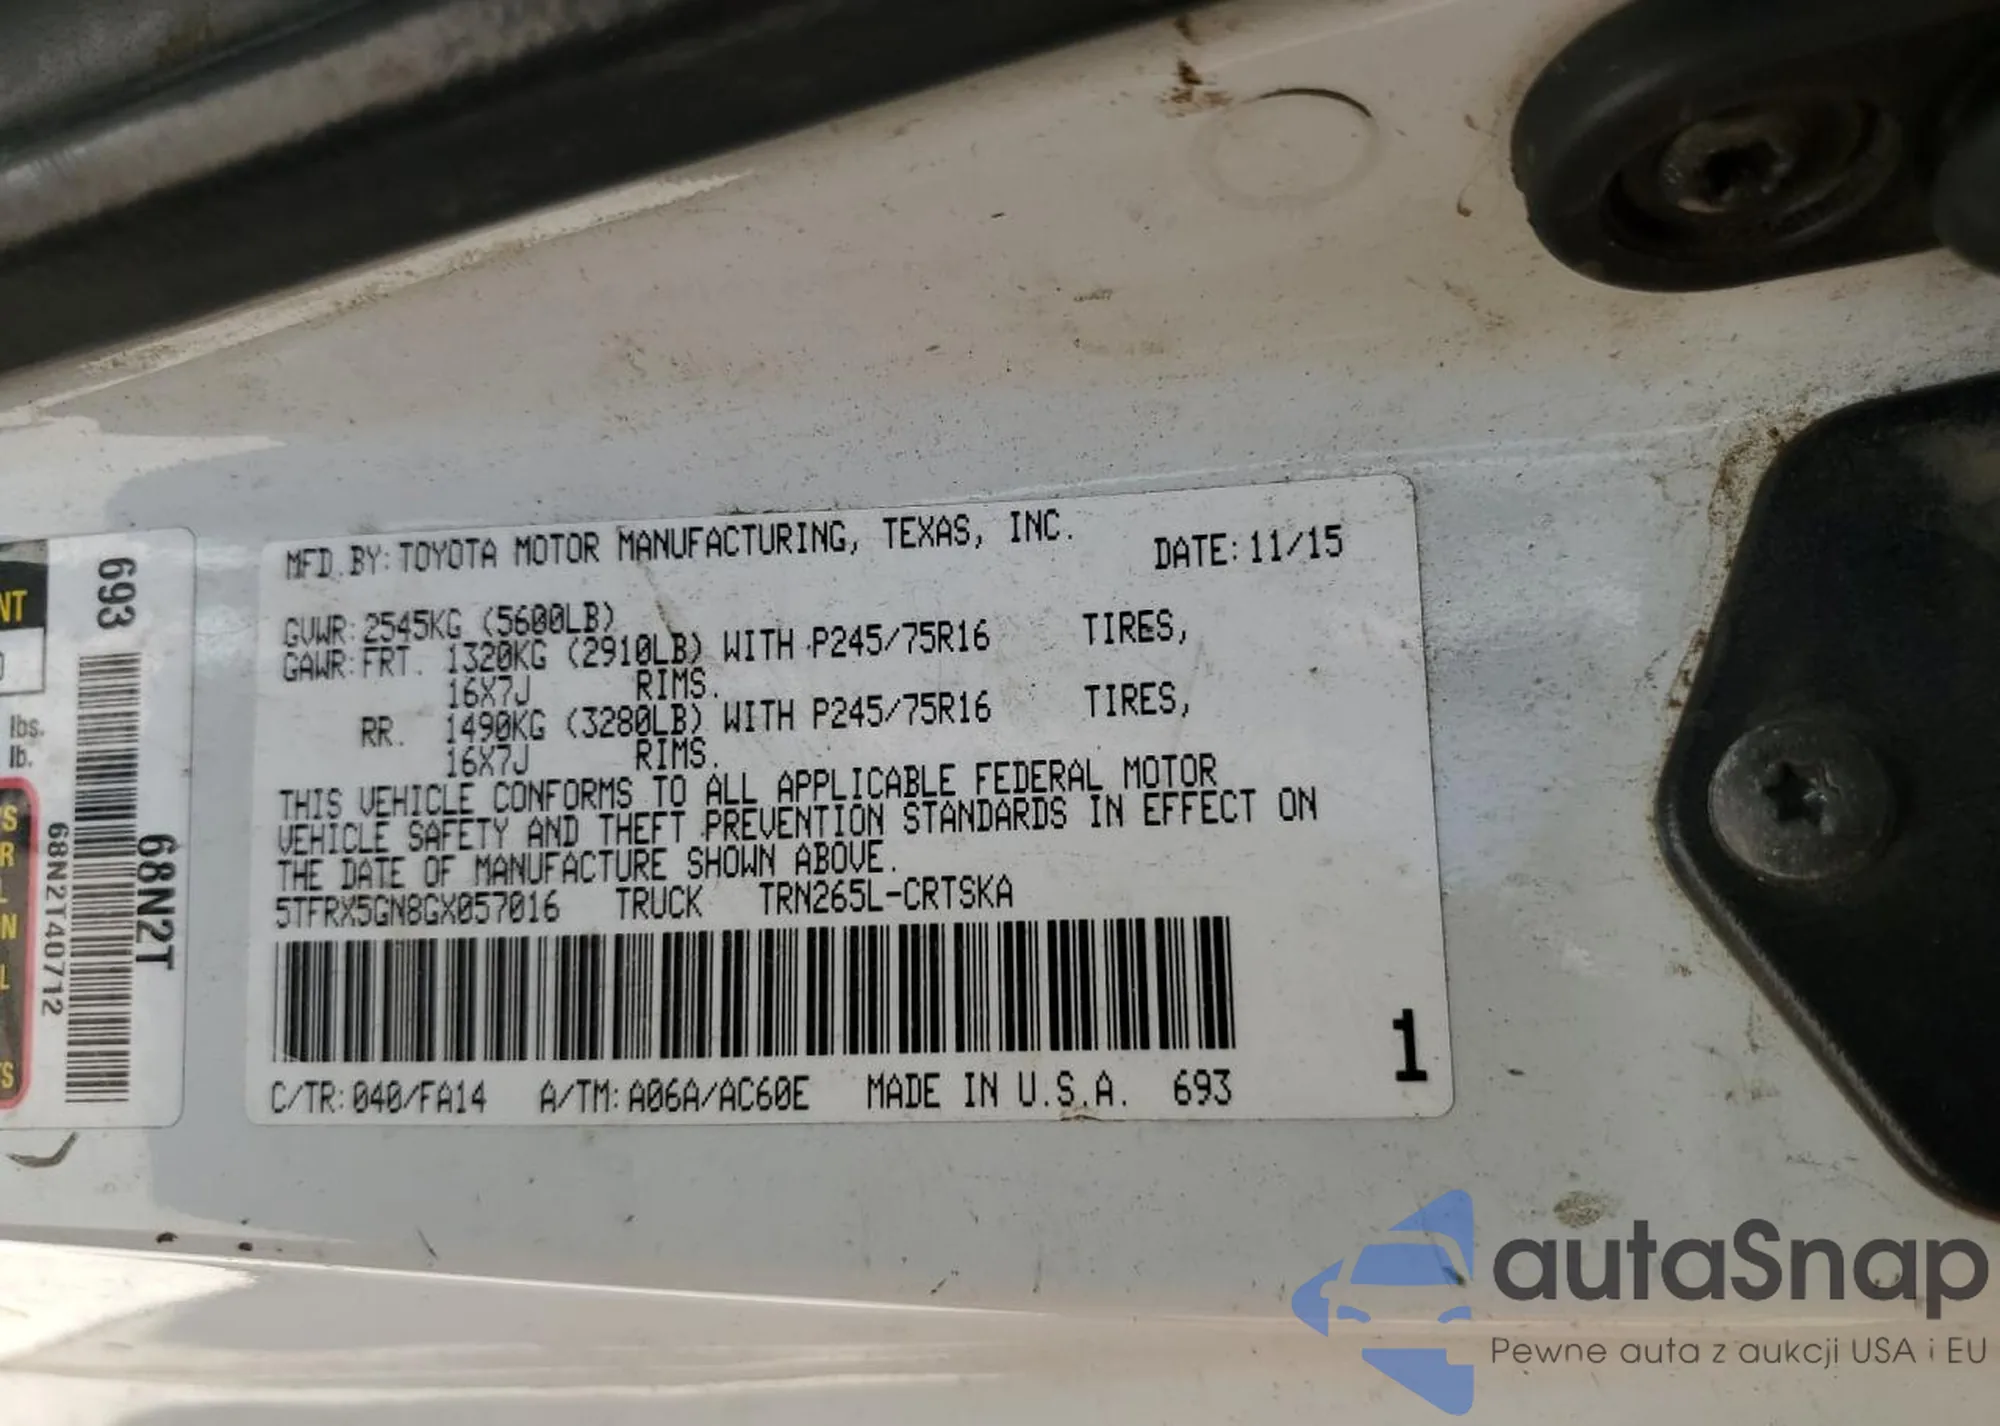 MFD.BY:TOYOTA MOTOR MANUFACTURING, TEXAS, INC. DATE:11/15
GVWR:2545KG (5600LB)
GAWR:FRT. 1320KG (2910LB) WITH P245/75R16 TIRES,
16X7J RIMS.
RR. 1490KG (3280LB) WITH P245/75R16 TIRES,
16X7J RIMS.
THIS VEHICLE CONFORMS TO ALL APPLICABLE FEDERAL MOTOR
VEHICLE SAFETY AND THEFT PREVENTION STANDARDS IN EFFECT ON
THE DATE OF MANUFACTURE SHOWN ABOVE.
5TFRX5GN8GX057016 TRUCK TRN265L-CRTSKA
C/TR:040/FA14 A/TM:A06A/AC60E MADE IN U.S.A. 693
1
693
68N2T
68N2T40712
NT
lbs.
lb.
S
R
L
N
L
TS
autaSnap
Pewne auta z aukcji USA i EU